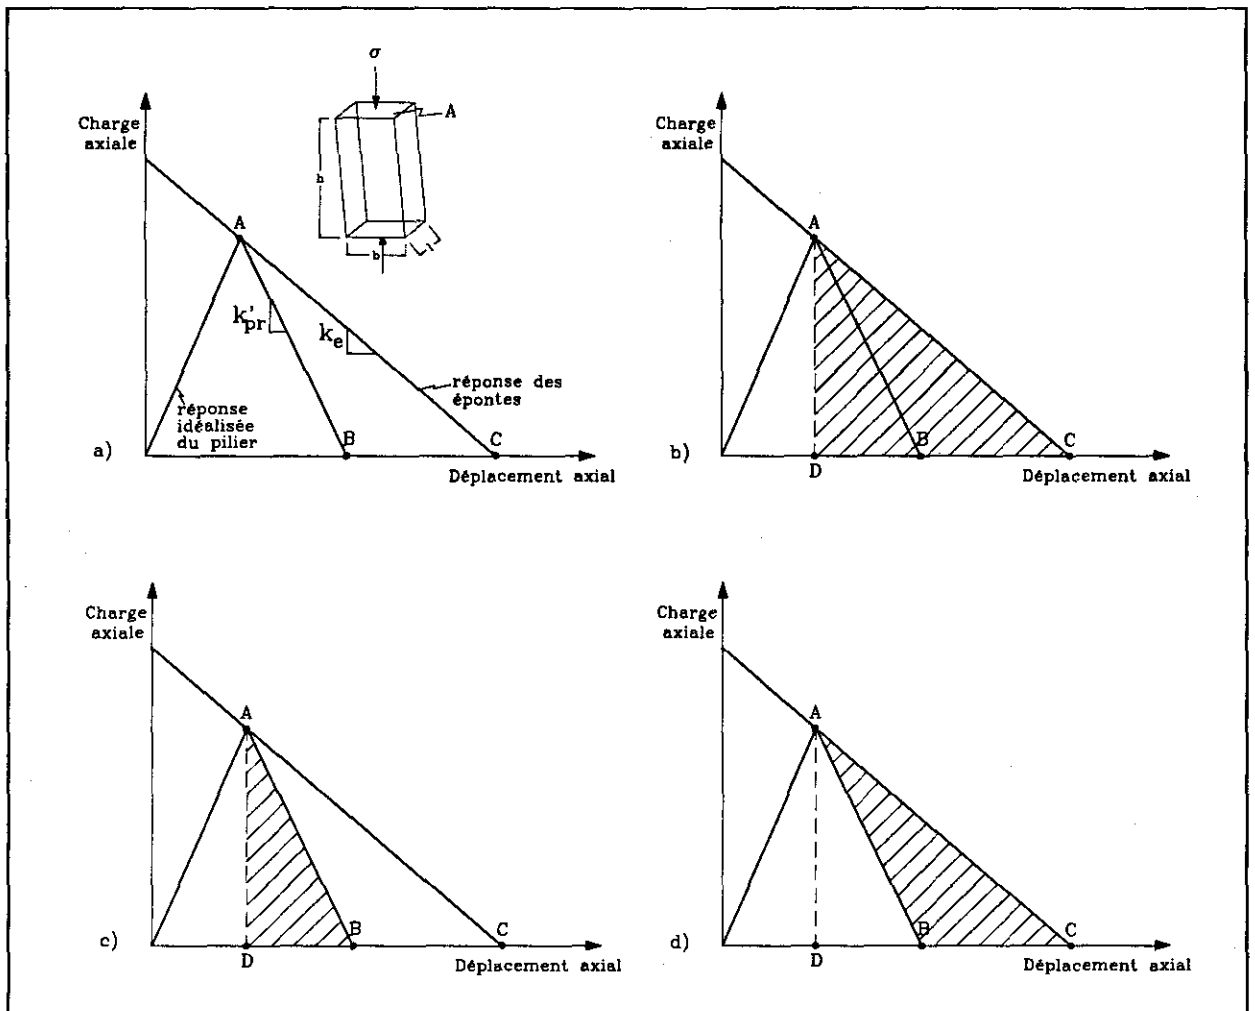 σ
A
h
b
l
Charge
axiale
A
k'pr
ke
réponse
idéalisée
du pilier
réponse des
épontes
B
C
a)
Déplacement axial
Charge
axiale
A
B
C
D
b)
Déplacement axial
Charge
axiale
A
B
C
D
c)
Déplacement axial
Charge
axiale
A
B
C
D
d)
Déplacement axial